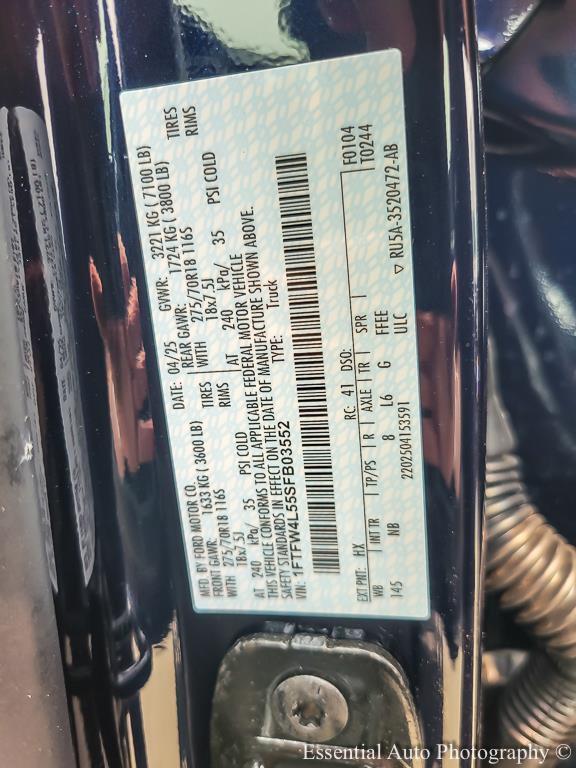 MFD. BY FORD MOTOR CO.
DATE: 04/25 GVWR: 3221 KG (7100 LB)
FRONT GAWR: 1633 KG (3600 LB) REAR GAWR: 1724 KG (3800 LB)
WITH 275/70R18 116S TIRES WITH 275/70R18 116S TIRES
18x7.5J RIMS 18x7.5J RIMS
AT 240 kPa/ 35 PSI COLD AT 240 kPa/ 35 PSI COLD
THIS VEHICLE CONFORMS TO ALL APPLICABLE FEDERAL MOTOR VEHICLE
SAFETY STANDARDS IN EFFECT ON THE DATE OF MANUFACTURE SHOWN ABOVE.
VIN: 1FTFW4L55SFB03552 TYPE: Truck
F0104
T0244
EXT PNT: HX RC: 41 DSO:
WB INT TR TP/PS R AXLE TR SPR
145 NB 8 L6 G FFEE
ULC
2202504153591 ▽ RU5A-3520472-AB
Essential Auto Photography ©